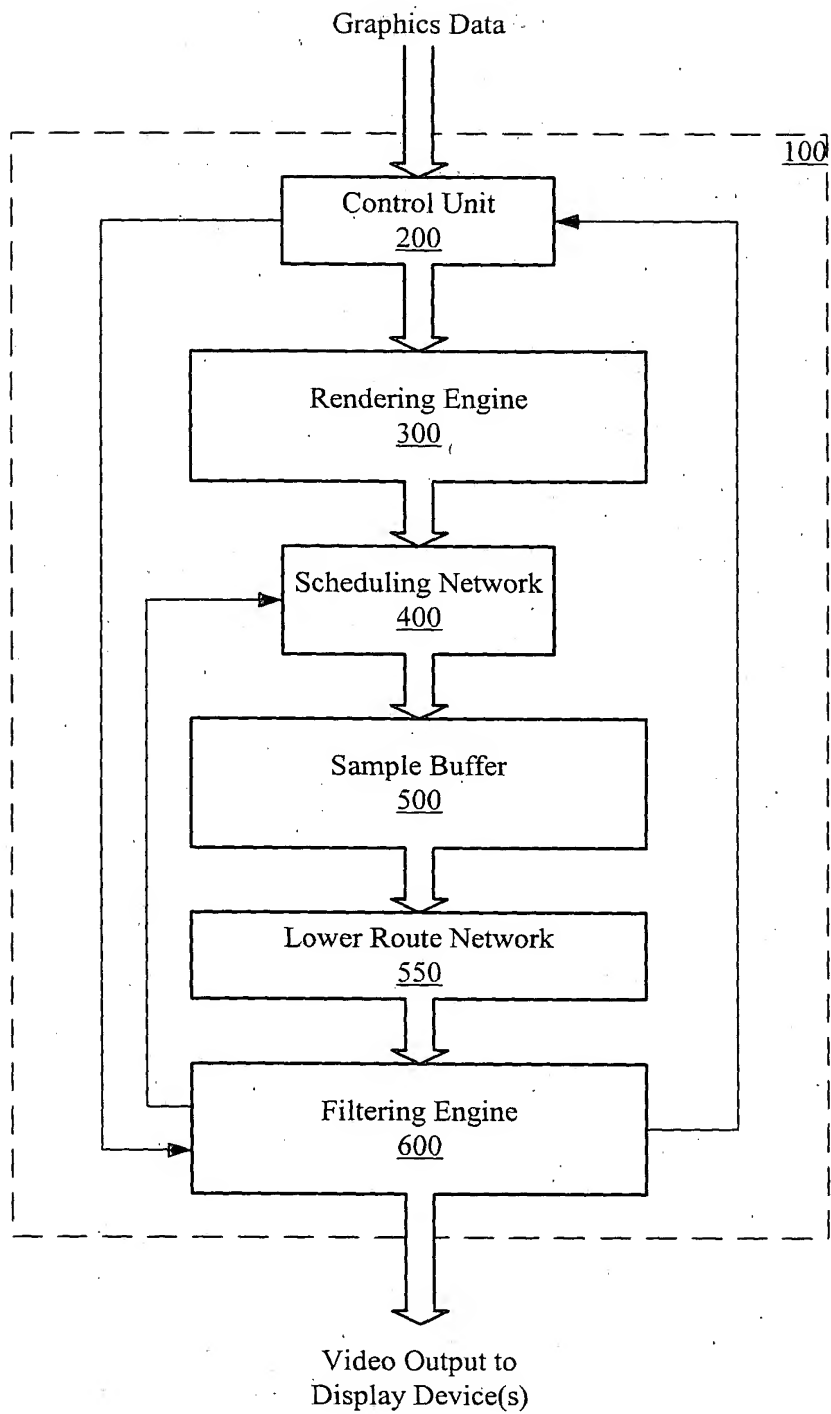 Graphics Data
100
Control Unit
200
Rendering Engine
300
Scheduling Network
400
Sample Buffer
500
Lower Route Network
550
Filtering Engine
600
Video Output to
Display Device(s)